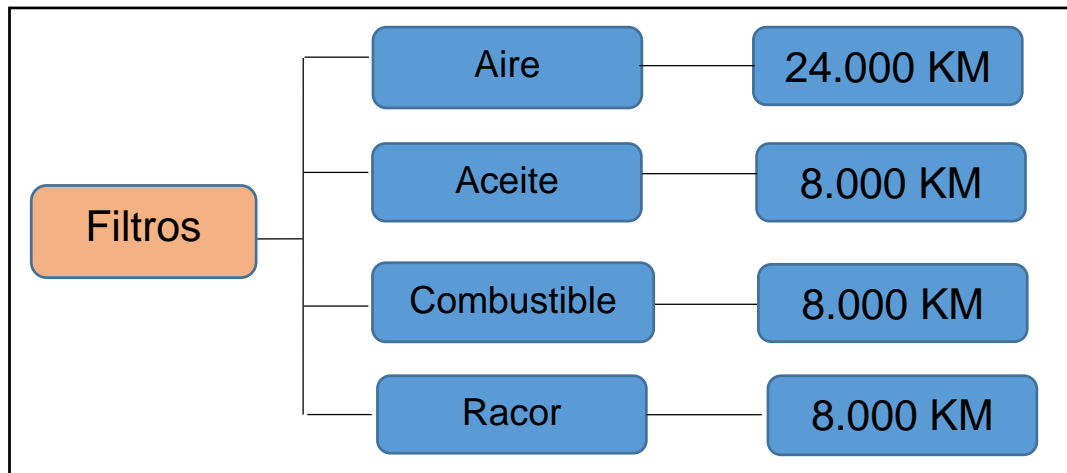 Filtros
Aire
24.000 KM
Aceite
8.000 KM
Combustible
8.000 KM
Racor
8.000 KM